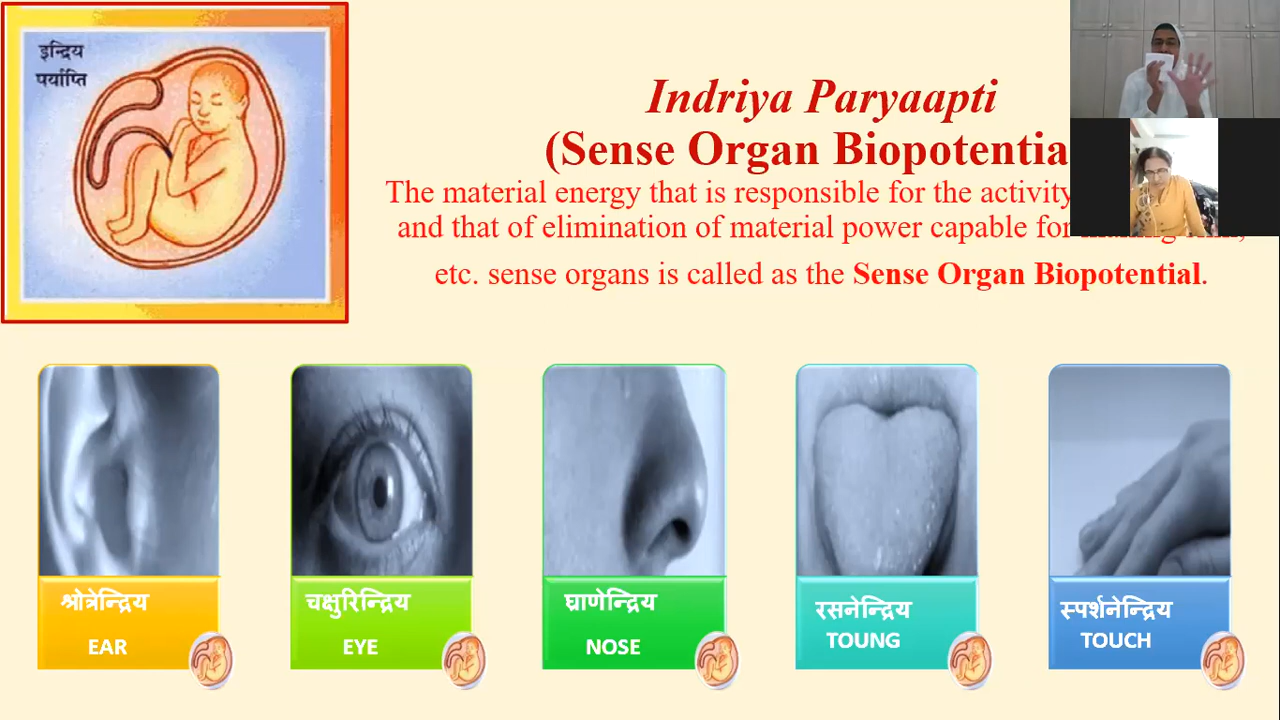 इन्द्रिय
पर्याप्ति
Indriya Paryaapti
(Sense Organ Biopotentia
The material energy that is responsible for the activity
and that of elimination of material power capable for
etc. sense organs is called as the Sense Organ Biopotential.
श्रोत्रेन्द्रिय
EAR
चक्षुरिन्द्रिय
EYE
घ्राणेन्द्रिय
NOSE
रसनेन्द्रिय
TOUNG
स्पर्शनेन्द्रिय
TOUCH